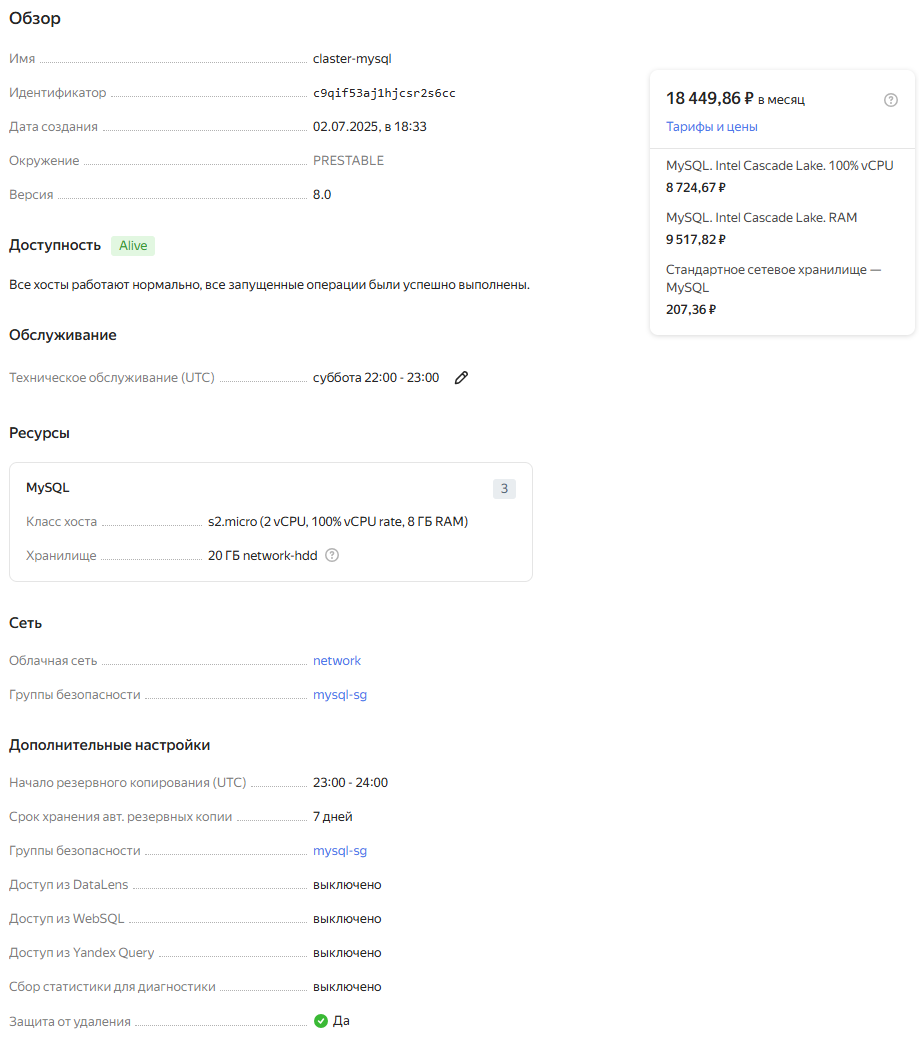 Обзор
Имя claster-mysql
Идентификатор c9qif53aj1hjcsr2s6cc
Дата создания 02.07.2025, в 18:33
Окружение PRESTABLE
Версия 8.0
Доступность Alive
Все хосты работают нормально, все запущенные операции были успешно выполнены.
Обслуживание
Техническое обслуживание (UTC) суббота 22:00 - 23:00
Ресурсы
MySQL 3
Класс хоста s2.micro (2 vCPU, 100% vCPU rate, 8 ГБ RAM)
Хранилище 20 ГБ network-hdd ?
Сеть
Облачная сеть network
Группы безопасности mysql-sg
Дополнительные настройки
Начало резервного копирования (UTC) 23:00 - 24:00
Срок хранения авт. резервных копии 7 дней
Группы безопасности mysql-sg
Доступ из DataLens выключено
Доступ из WebSQL выключено
Доступ из Yandex Query выключено
Сбор статистики для диагностики выключено
Защита от удаления Да
18 449,86 ₽ в месяц ?
Тарифы и цены
MySQL. Intel Cascade Lake. 100% vCPU
8 724,67 ₽
MySQL. Intel Cascade Lake. RAM
9 517,82 ₽
Стандартное сетевое хранилище —
MySQL
207,36 ₽